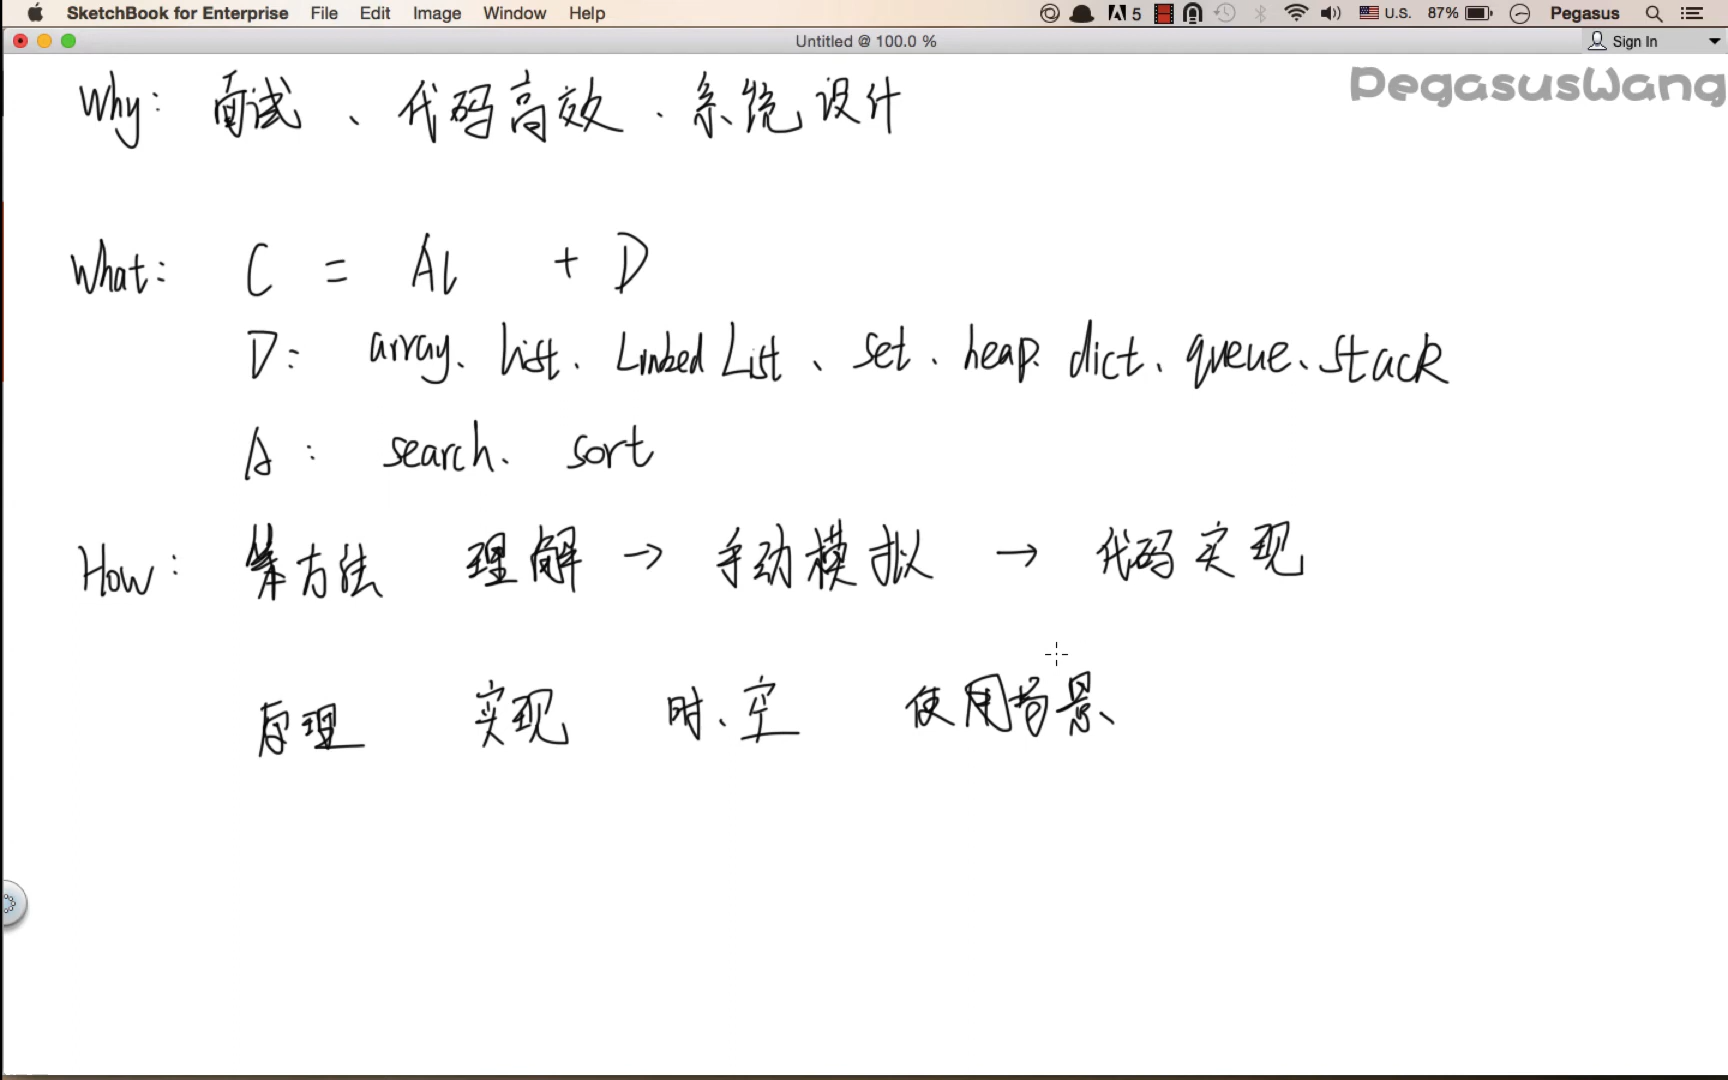 SketchBook for Enterprise File Edit Image Window Help 5 U.S. 87% Pegasus
Untitled @ 100.0 % Sign In
PegasusWang
Why: 面试、代码高效、系统设计
What: C = Al + D
D: array、list、Linked List、set、heap、dict、queue、stack
A: search、sort
How: 方法 理解 → 手动模拟 → 代码实现
原理 实现 时、空 使用场景、